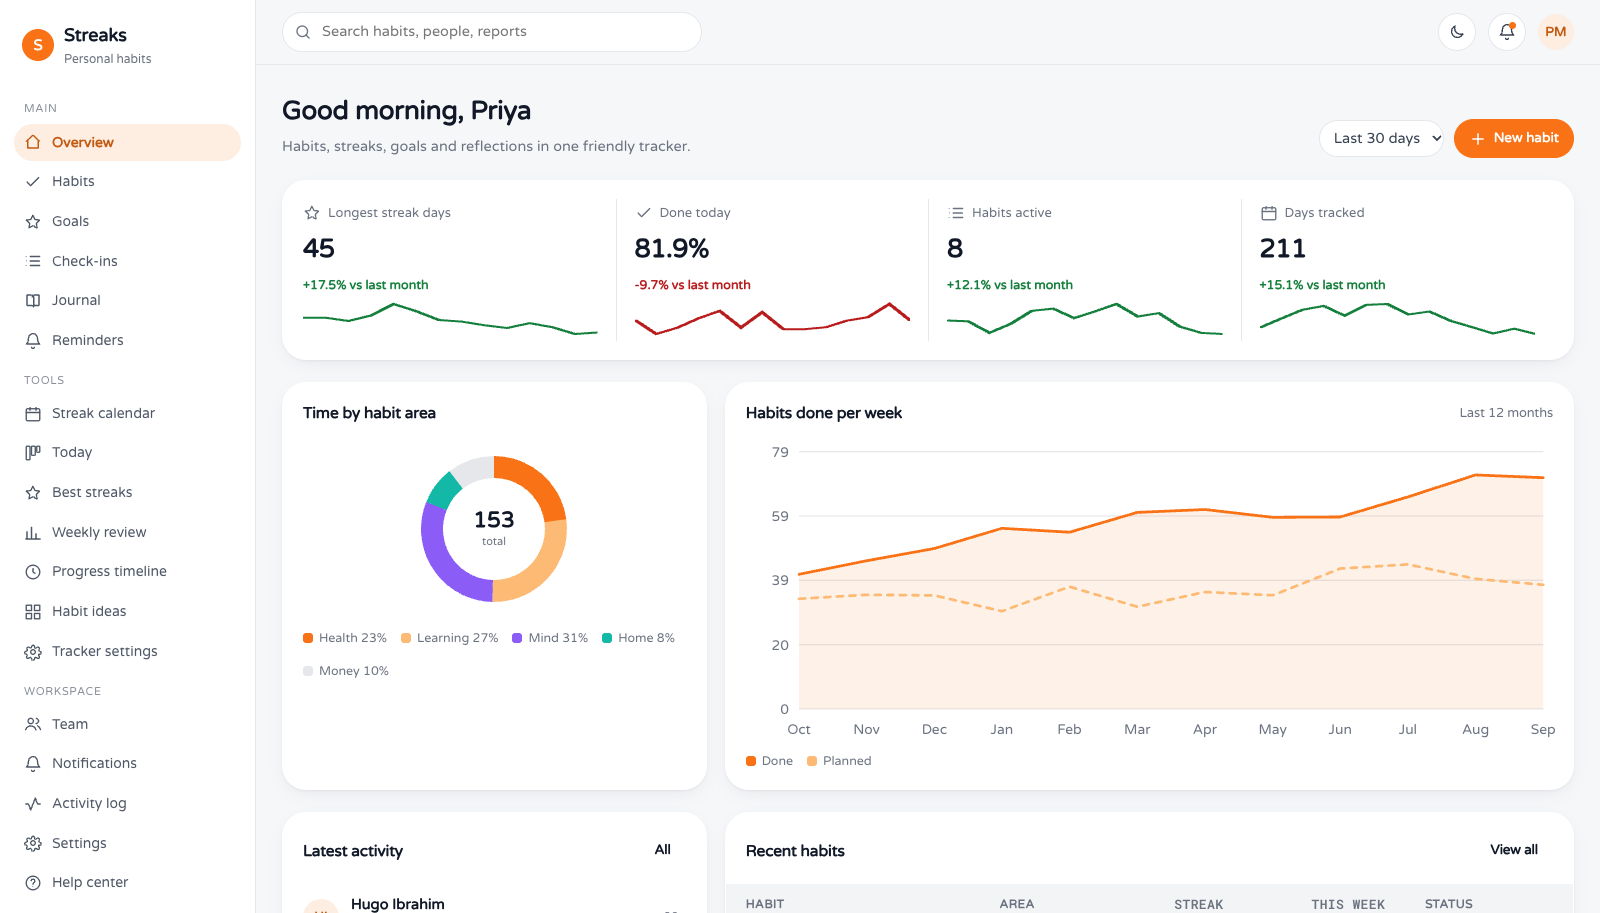 S
Streaks
Personal habits
MAIN
Overview
Habits
Goals
Check-ins
Journal
Reminders
TOOLS
Streak calendar
Today
Best streaks
Weekly review
Progress timeline
Habit ideas
Tracker settings
WORKSPACE
Team
Notifications
Activity log
Settings
Help center
Search habits, people, reports
PM
Good morning, Priya
Habits, streaks, goals and reflections in one friendly tracker.
Last 30 days
New habit
Longest streak days
45
+17.5% vs last month
Done today
81.9%
-9.7% vs last month
Habits active
8
+12.1% vs last month
Days tracked
211
+15.1% vs last month
Time by habit area
153
total
Health 23% Learning 27% Mind 31% Home 8%
Money 10%
Habits done per week
Last 12 months
79
59
39
20
0
Oct Nov Dec Jan Feb Mar Apr May Jun Jul Aug Sep
Done Planned
Latest activity
All
Hugo Ibrahim
Recent habits
View all
HABIT AREA STREAK THIS WEEK STATUS